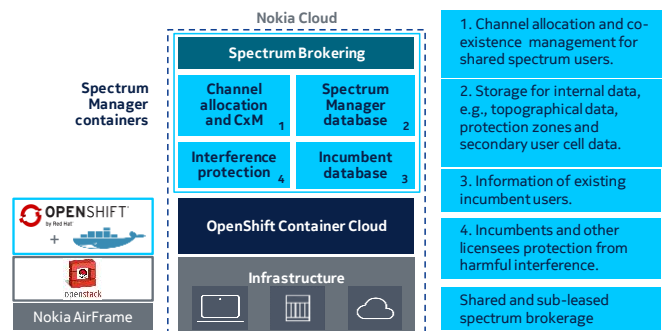 Nokia Cloud
Spectrum Brokering
Spectrum
Manager
containers
Channel
allocation
and CxM
1
Spectrum
Manager
database
2
Interference
protection
4
Incumbent
database
3
OPENSHIFT
by Red Hat
+
OpenShift Container Cloud
openstack
Infrastructure
Nokia AirFrame
1. Channel allocation and co-
existence management for
shared spectrum users.
2. Storage for internal data,
e.g., topographical data,
protection zones and
secondary user cell data.
3. Information of existing
incumbent users.
4. Incumbents and other
licensees protection from
harmful interference.
Shared and sub-leased
spectrum brokerage